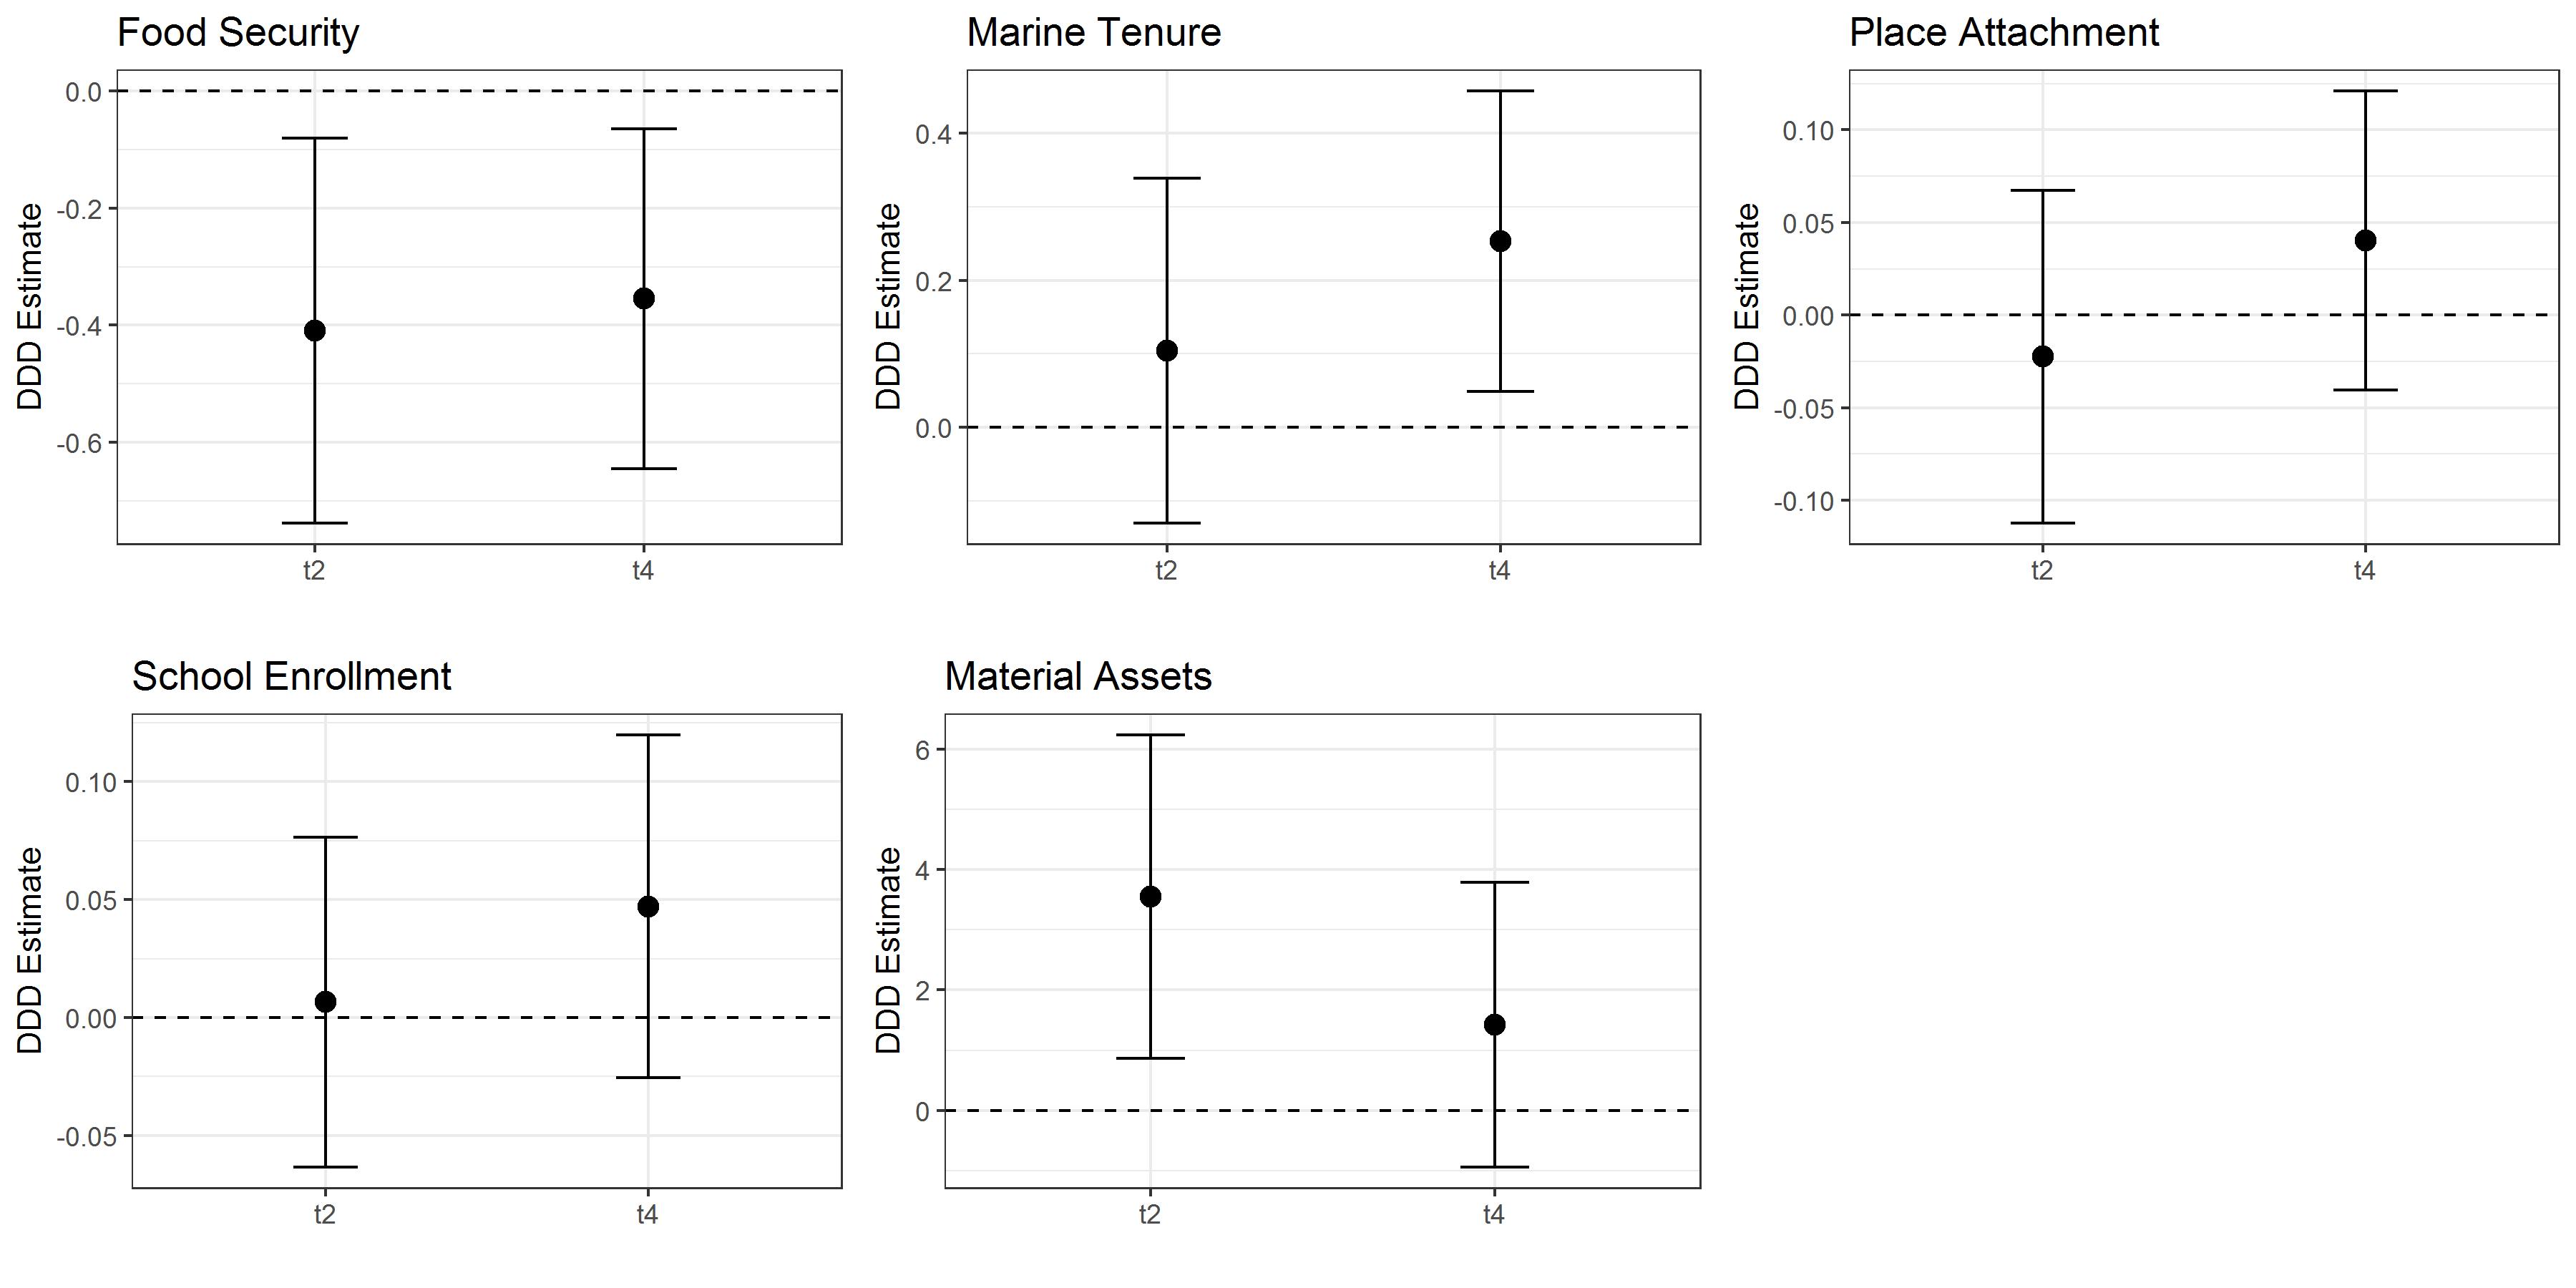 Food Security
DDD Estimate
0.0
-0.2
-0.4
-0.6
t2 t4
Marine Tenure
DDD Estimate
0.4
0.2
0.0
t2 t4
Place Attachment
DDD Estimate
0.10
0.05
0.00
-0.05
-0.10
t2 t4
School Enrollment
DDD Estimate
0.10
0.05
0.00
-0.05
t2 t4
Material Assets
DDD Estimate
6
4
2
0
t2 t4